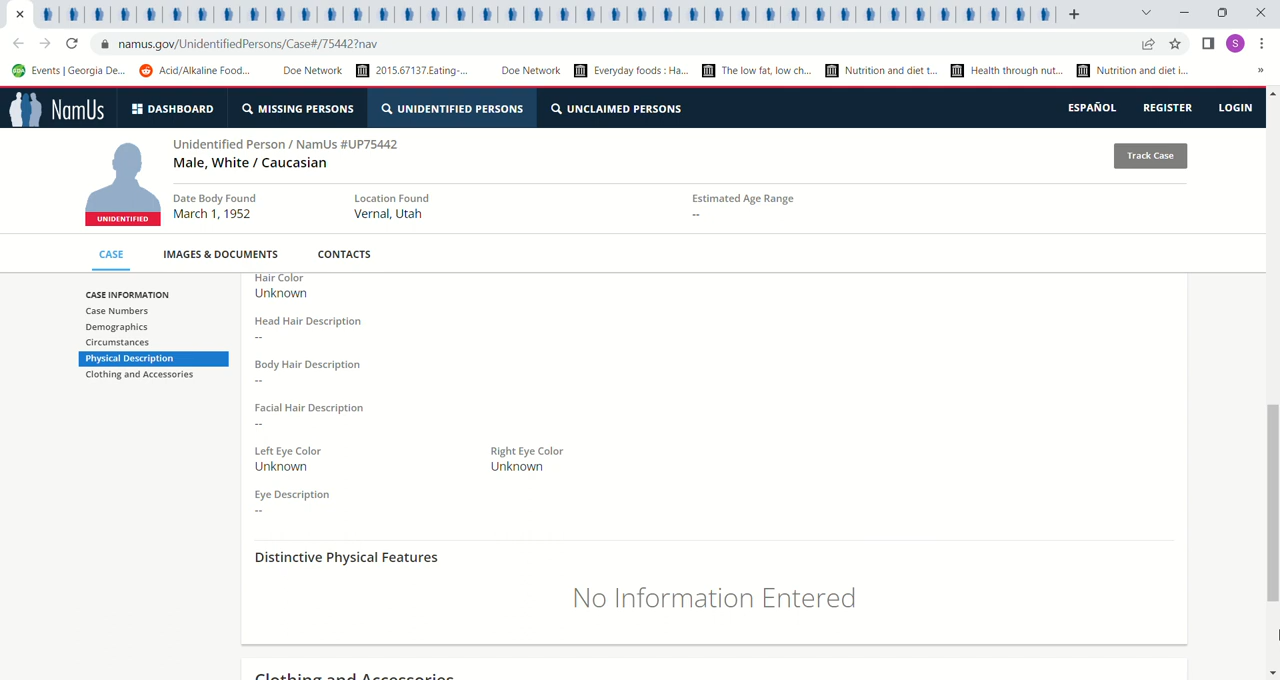 namus.gov/UnidentifiedPersons/Case#/75442?nav
S
Events | Georgia De...
Acid/Alkaline Food...
Doe Network
2015.67137.Eating-...
Doe Network
Everyday foods : Ha...
The low fat, low ch...
Nutrition and diet t...
Health through nut...
Nutrition and diet i...
»
NamUs
DASHBOARD
MISSING PERSONS
UNIDENTIFIED PERSONS
UNCLAIMED PERSONS
ESPAÑOL
REGISTER
LOGIN
UNIDENTIFIED
Unidentified Person / NamUs #UP75442
Male, White / Caucasian
Track Case
Date Body Found
March 1, 1952
Location Found
Vernal, Utah
Estimated Age Range
--
CASE
IMAGES & DOCUMENTS
CONTACTS
CASE INFORMATION
Case Numbers
Demographics
Circumstances
Physical Description
Clothing and Accessories
Hair Color
Unknown
Head Hair Description
--
Body Hair Description
--
Facial Hair Description
--
Left Eye Color
Unknown
Right Eye Color
Unknown
Eye Description
--
Distinctive Physical Features
No Information Entered
Clothing and Accessories